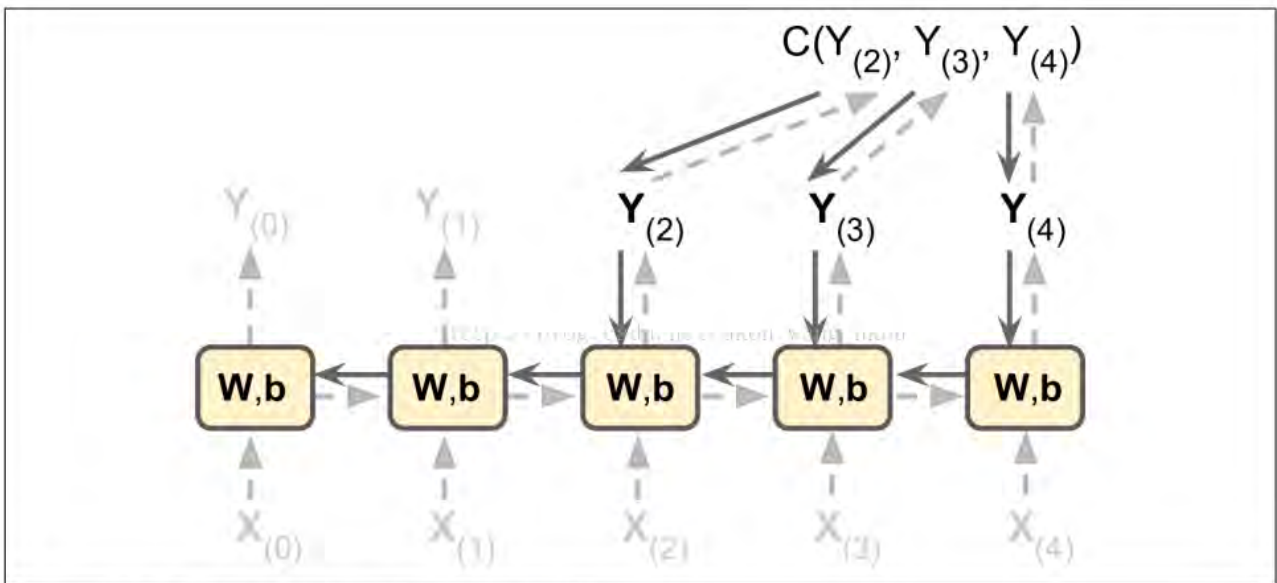 C(Y(2), Y(3), Y(4))
Y(0) Y(1) Y(2) Y(3) Y(4)
W,b W,b W,b W,b W,b
X(0) X(1) X(2) X(3) X(4)